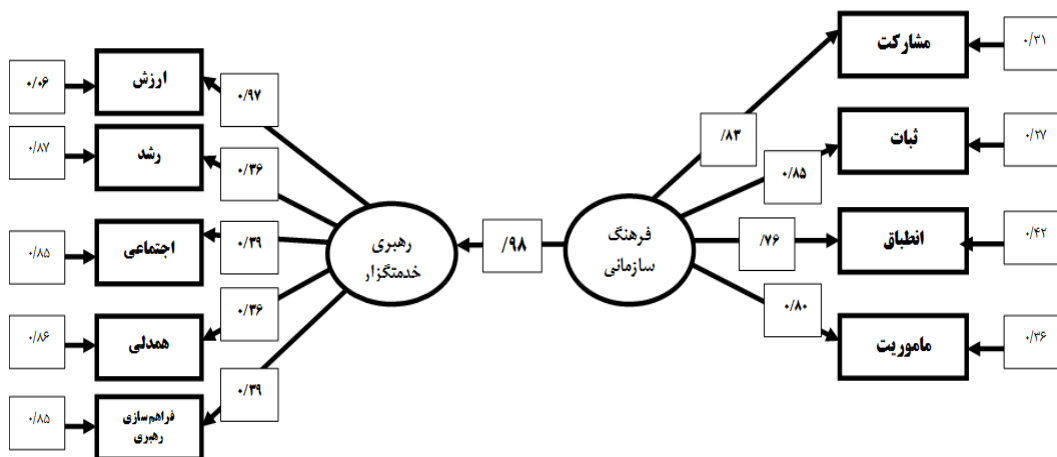 مشارکت
۰/۳۱
/۸۳
ثبات
۰/۲۷
۰/۸۵
انطباق
۰/۴۲
/۷۶
ماموریت
۰/۳۶
۰/۸۰
فرهنگ
سازمانی
/۹۸
رهبری
خدمتگزار
۰/۹۷
ارزش
۰/۰۶
۰/۳۶
رشد
۰/۸۷
۰/۳۹
اجتماعی
۰/۸۵
۰/۳۶
همدلی
۰/۸۶
۰/۳۹
فراهم‌سازی
رهبری
۰/۸۵